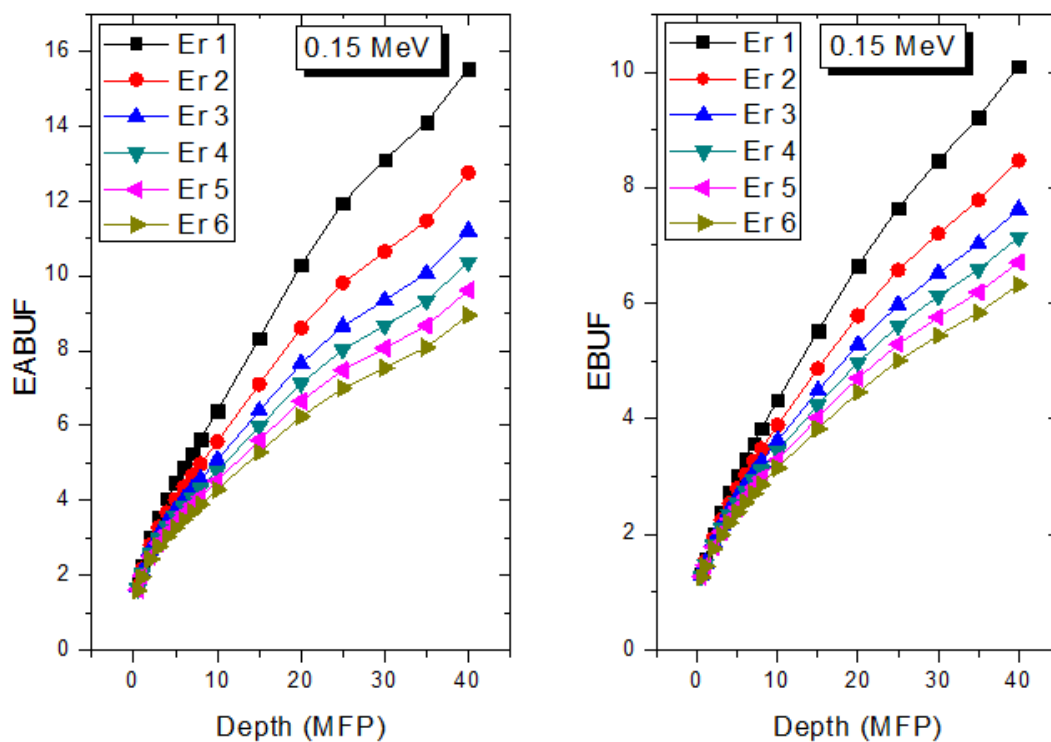 EABUF
16
14
12
10
8
6
4
2
0
Er 1
Er 2
Er 3
Er 4
Er 5
Er 6
0.15 MeV
0 10 20 30 40
Depth (MFP)
EBUF
10
8
6
4
2
0
Er 1
Er 2
Er 3
Er 4
Er 5
Er 6
0.15 MeV
0 10 20 30 40
Depth (MFP)